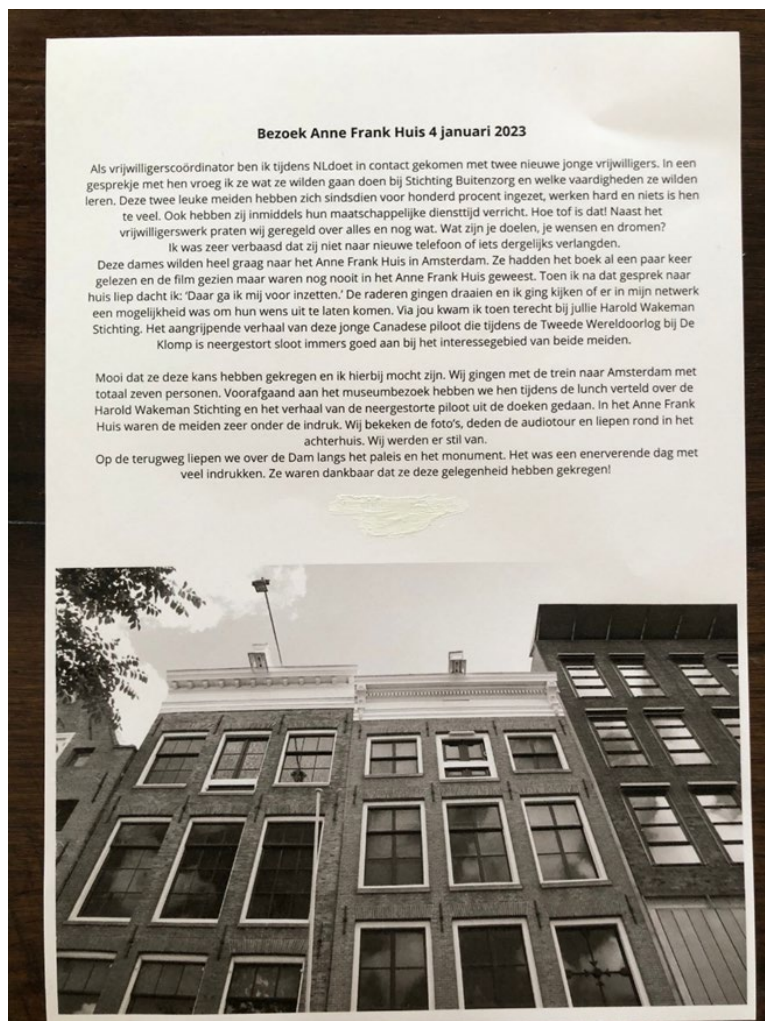 Bezoek Anne Frank Huis 4 januari 2023
Als vrijwilligerscoördinator ben ik tijdens NLdoet in contact gekomen met twee nieuwe jonge vrijwilligers. In een
gesprekje met hen vroeg ik ze wat ze wilden gaan doen bij Stichting Buitenzorg en welke vaardigheden ze wilden
leren. Deze twee leuke meiden hebben zich sindsdien voor honderd procent ingezet, werken hard en niets is hen
te veel. Ook hebben zij inmiddels hun maatschappelijke diensttijd verricht. Hoe tof is dat! Naast het
vrijwilligerswerk praten wij geregeld over alles en nog wat. Wat zijn je doelen, je wensen en dromen?
Ik was zeer verbaasd dat zij niet naar nieuwe telefoon of iets dergelijks verlangden.
Deze dames wilden heel graag naar het Anne Frank Huis in Amsterdam. Ze hadden het boek al een paar keer
gelezen en de film gezien maar waren nog nooit in het Anne Frank Huis geweest. Toen ik na dat gesprek naar
huis liep dacht ik: ‘Daar ga ik mij voor inzetten.’ De raderen gingen draaien en ik ging kijken of er in mijn netwerk
een mogelijkheid was om hun wens uit te laten komen. Via jou kwam ik toen terecht bij jullie Harold Wakeman
Stichting. Het aangrijpende verhaal van deze jonge Canadese piloot die tijdens de Tweede Wereldoorlog bij De
Klomp is neergestort sloot immers goed aan bij het interessegebied van beide meiden.
Mooi dat ze deze kans hebben gekregen en ik hierbij mocht zijn. Wij gingen met de trein naar Amsterdam met
totaal zeven personen. Voorafgaand aan het museumbezoek hebben we hen tijdens de lunch verteld over de
Harold Wakeman Stichting en het verhaal van de neergestorte piloot uit de doeken gedaan. In het Anne Frank
Huis waren de meiden zeer onder de indruk. Wij bekeken de foto’s, deden de audiotour en liepen rond in het
achterhuis. Wij werden er stil van.
Op de terugweg liepen we over de Dam langs het paleis en het monument. Het was een enerverende dag met
veel indrukken. Ze waren dankbaar dat ze deze gelegenheid hebben gekregen!